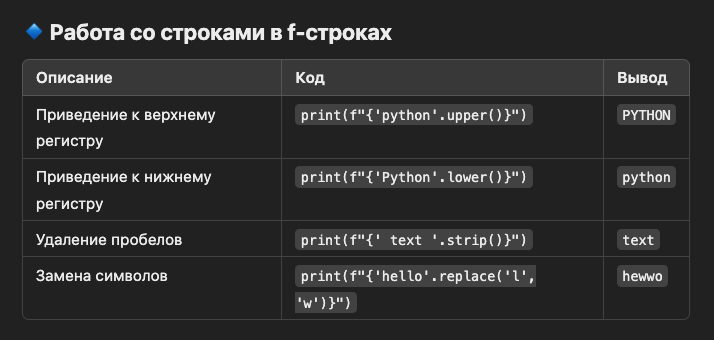 🔷 Работа со строками в f-строках
Описание Код Вывод
Приведение к верхнему print(f"{'python'.upper()}") PYTHON
регистру
Приведение к нижнему print(f"{'Python'.lower()}") python
регистру
Удаление пробелов print(f"{' text '.strip()}") text
Замена символов print(f"{'hello'.replace('l', hewwo
'w')}")